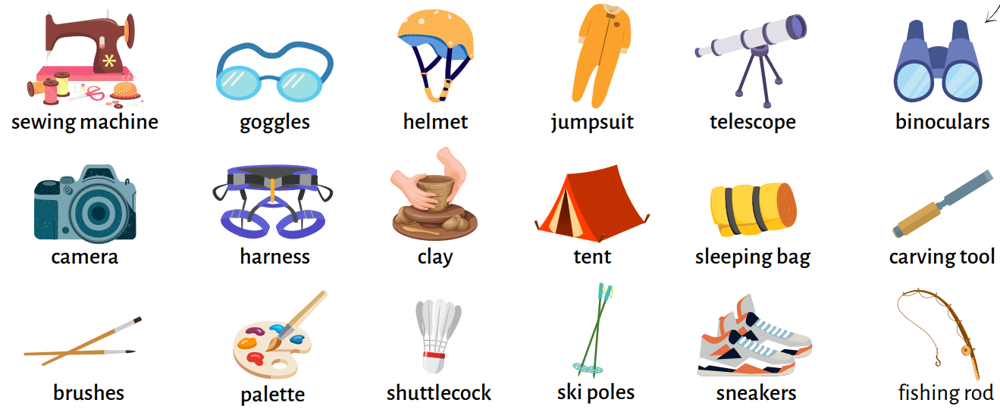 sewing machine
goggles
helmet
jumpsuit
telescope
binoculars
camera
harness
clay
tent
sleeping bag
carving tool
brushes
palette
shuttlecock
ski poles
sneakers
fishing rod